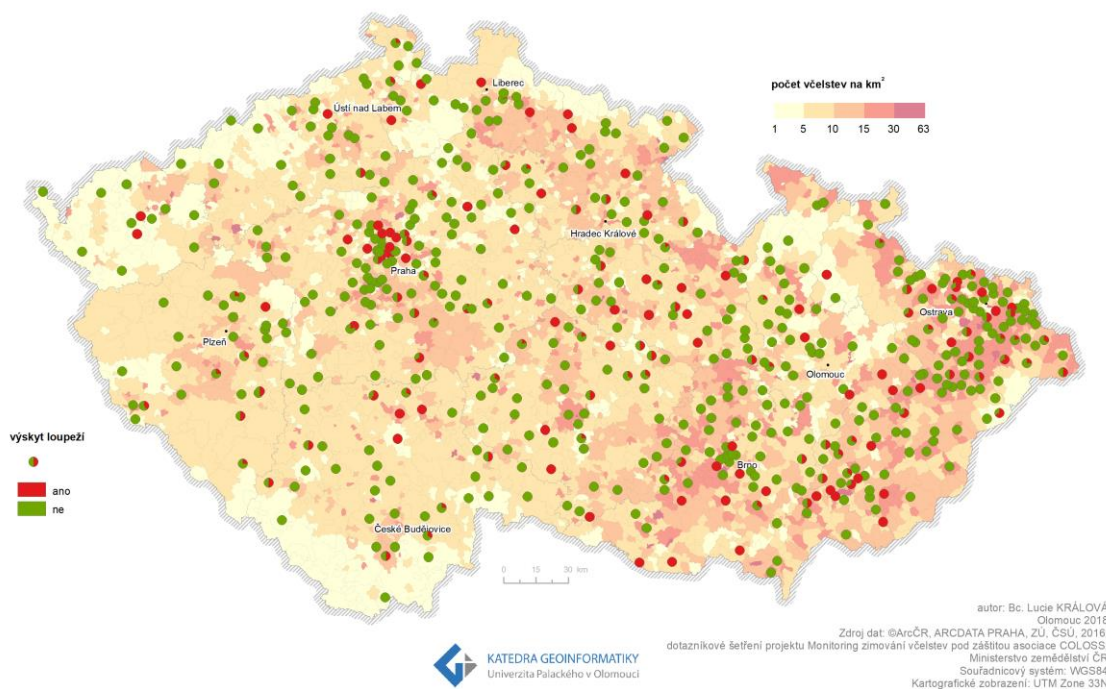 Liberec
počet včelstev na km²
1 5 10 15 30 63
Ústí nad Labem
Hradec Králové
Praha
Ostrava
Plzeň
Olomouc
výskyt loupeží
ano
ne
Brno
České Budějovice
0 15 30 km
autor: Bc. Lucie KRÁLOVÁ
Olomouc 2018
Zdroj dat: ©ArcČR, ARCDATA PRAHA, ZÚ, ČSÚ, 2016
dotazníkové šetření projektu Monitoring zimování včelstev pod záštitou asociace COLOSS
Ministerstvo zemědělství ČR
Souřadnicový systém: WGS84
Kartografické zobrazení: UTM Zone 33N
KATEDRA GEOINFORMATIKY
Univerzita Palackého v Olomouci